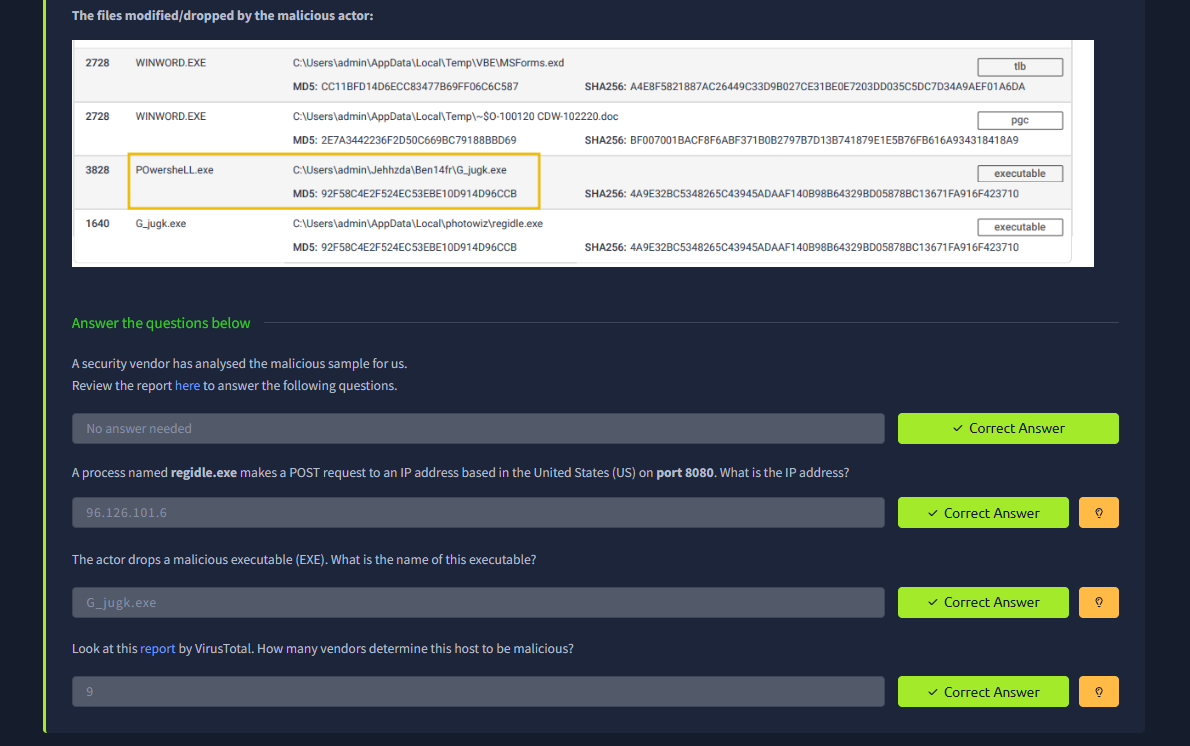 The files modified/dropped by the malicious actor:
2728 WINWORD.EXE C:\Users\admin\AppData\Local\Temp\VBE\MSForms.exd tlb
MD5: CC11BFD14D6ECC83477B69FF06C6C587 SHA256: A4E8F5821887AC26449C33D9B027CE31BE0E7203DD035C5DC7D34A9AEF01A6DA
2728 WINWORD.EXE C:\Users\admin\AppData\Local\Temp\~$O-100120 CDW-102220.doc pgc
MD5: 2E7A3442236F2D50C669BC79188BBD69 SHA256: BF007001BACF8F6ABF371B0B2797B7D13B741879E1E5B76FB616A934318418A9
3828 POwersheLL.exe C:\Users\admin\Jehhzda\Ben14fr\G_jugk.exe executable
MD5: 92F58C4E2F524EC53EBE10D914D96CCB SHA256: 4A9E32BC5348265C43945ADAAF140B98B64329BD05878BC13671FA916F423710
1640 G_jugk.exe C:\Users\admin\AppData\Local\photowiz\regidle.exe executable
MD5: 92F58C4E2F524EC53EBE10D914D96CCB SHA256: 4A9E32BC5348265C43945ADAAF140B98B64329BD05878BC13671FA916F423710
Answer the questions below
A security vendor has analysed the malicious sample for us.
Review the report here to answer the following questions.
No answer needed Correct Answer
A process named regidle.exe makes a POST request to an IP address based in the United States (US) on port 8080. What is the IP address?
96.126.101.6 Correct Answer
The actor drops a malicious executable (EXE). What is the name of this executable?
G_jugk.exe Correct Answer
Look at this report by VirusTotal. How many vendors determine this host to be malicious?
9 Correct Answer